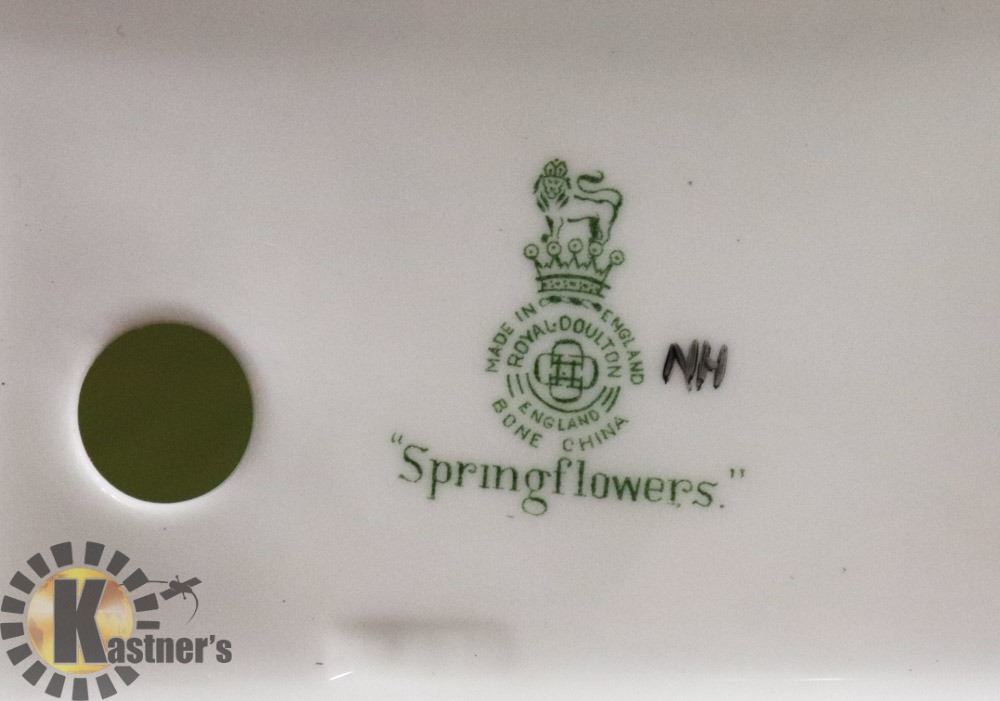 MADE IN ENGLAND
ROYAL·DOULTON
ENGLAND
BONE CHINA
NH
"Springflowers."
Kastner's